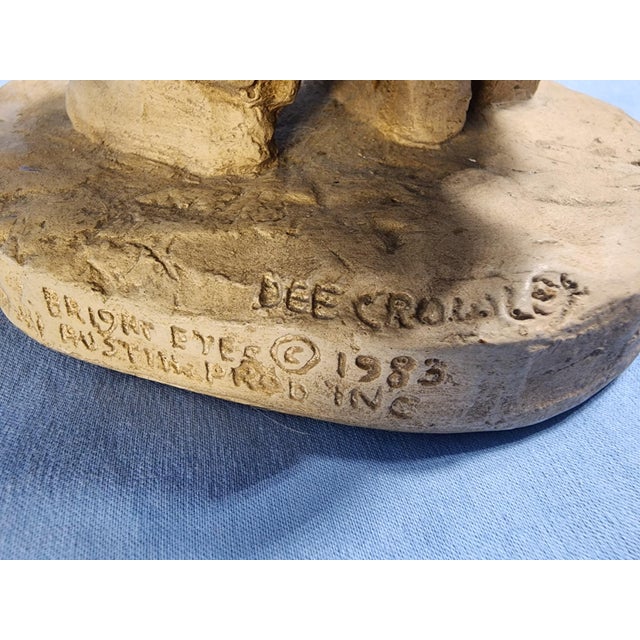 DEE CROWLEY
BRIGHT EYES © 1983
AUSTIN PROD INC